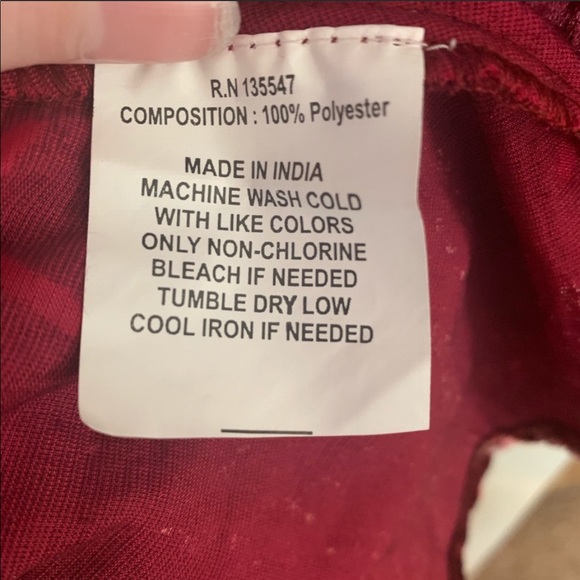 R.N 135547
COMPOSITION : 100% Polyester
MADE IN INDIA
MACHINE WASH COLD
WITH LIKE COLORS
ONLY NON-CHLORINE
BLEACH IF NEEDED
TUMBLE DRY LOW
COOL IRON IF NEEDED